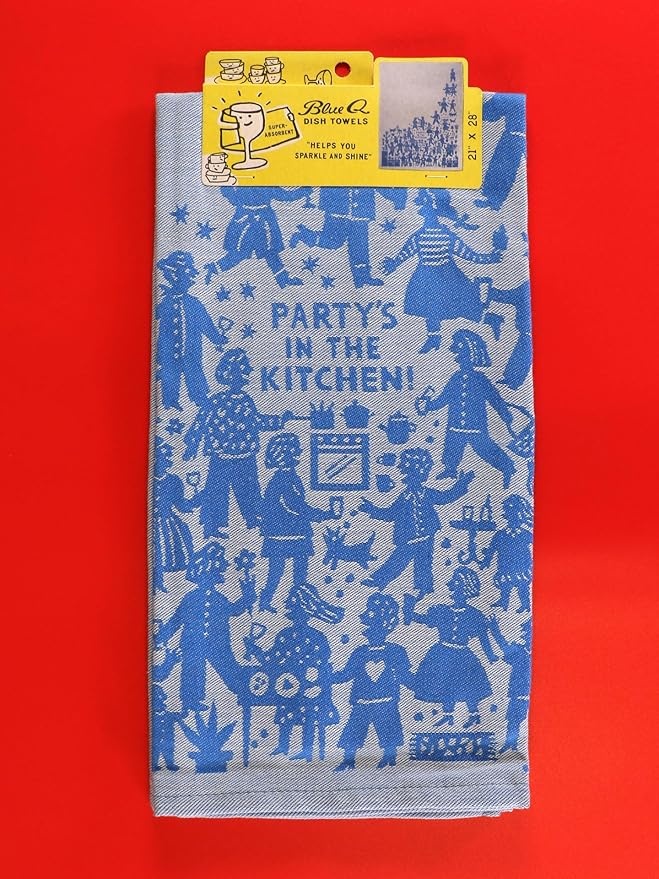 SUPER-
ABSORBENT
Blue Q
DISH TOWELS
"HELPS YOU
SPARKLE AND SHINE"
21" X 28"
PARTY'S
IN THE
KITCHEN!